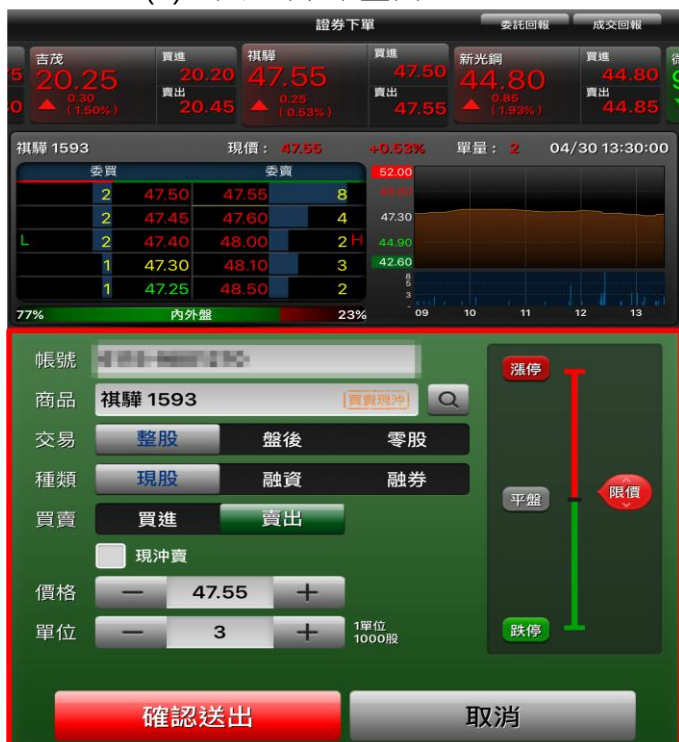 證券下單 委託回報 成交回報
吉茂 買進 祺驊 買進 新光鋼 買進
20.25 20.20 47.55 47.50 44.80 44.80
▲ 0.30 (1.50%) 賣出 20.45 ▲ 0.25 (0.53%) 賣出 47.55 ▲ 0.85 (1.93%) 賣出 44.85
祺驊 1593 現價: 47.55 +0.53% 單量: 2 04/30 13:30:00
委買 委賣 52.00
2 47.50 47.55 8
2 47.45 47.60 4 47.30
L 2 47.40 48.00 2 H 44.90
1 47.30 48.10 3 42.60
1 47.25 48.50 2
8
5
3
77% 內外盤 23% 09 10 11 12 13
帳號
漲停
商品 祺驊 1593 買賣現沖
交易 整股 盤後 零股
種類 現股 融資 融券
平盤 限價
買賣 買進 賣出
現沖賣
價格 — 47.55 +
單位 — 3 + 1單位
1000股
跌停
確認送出 取消